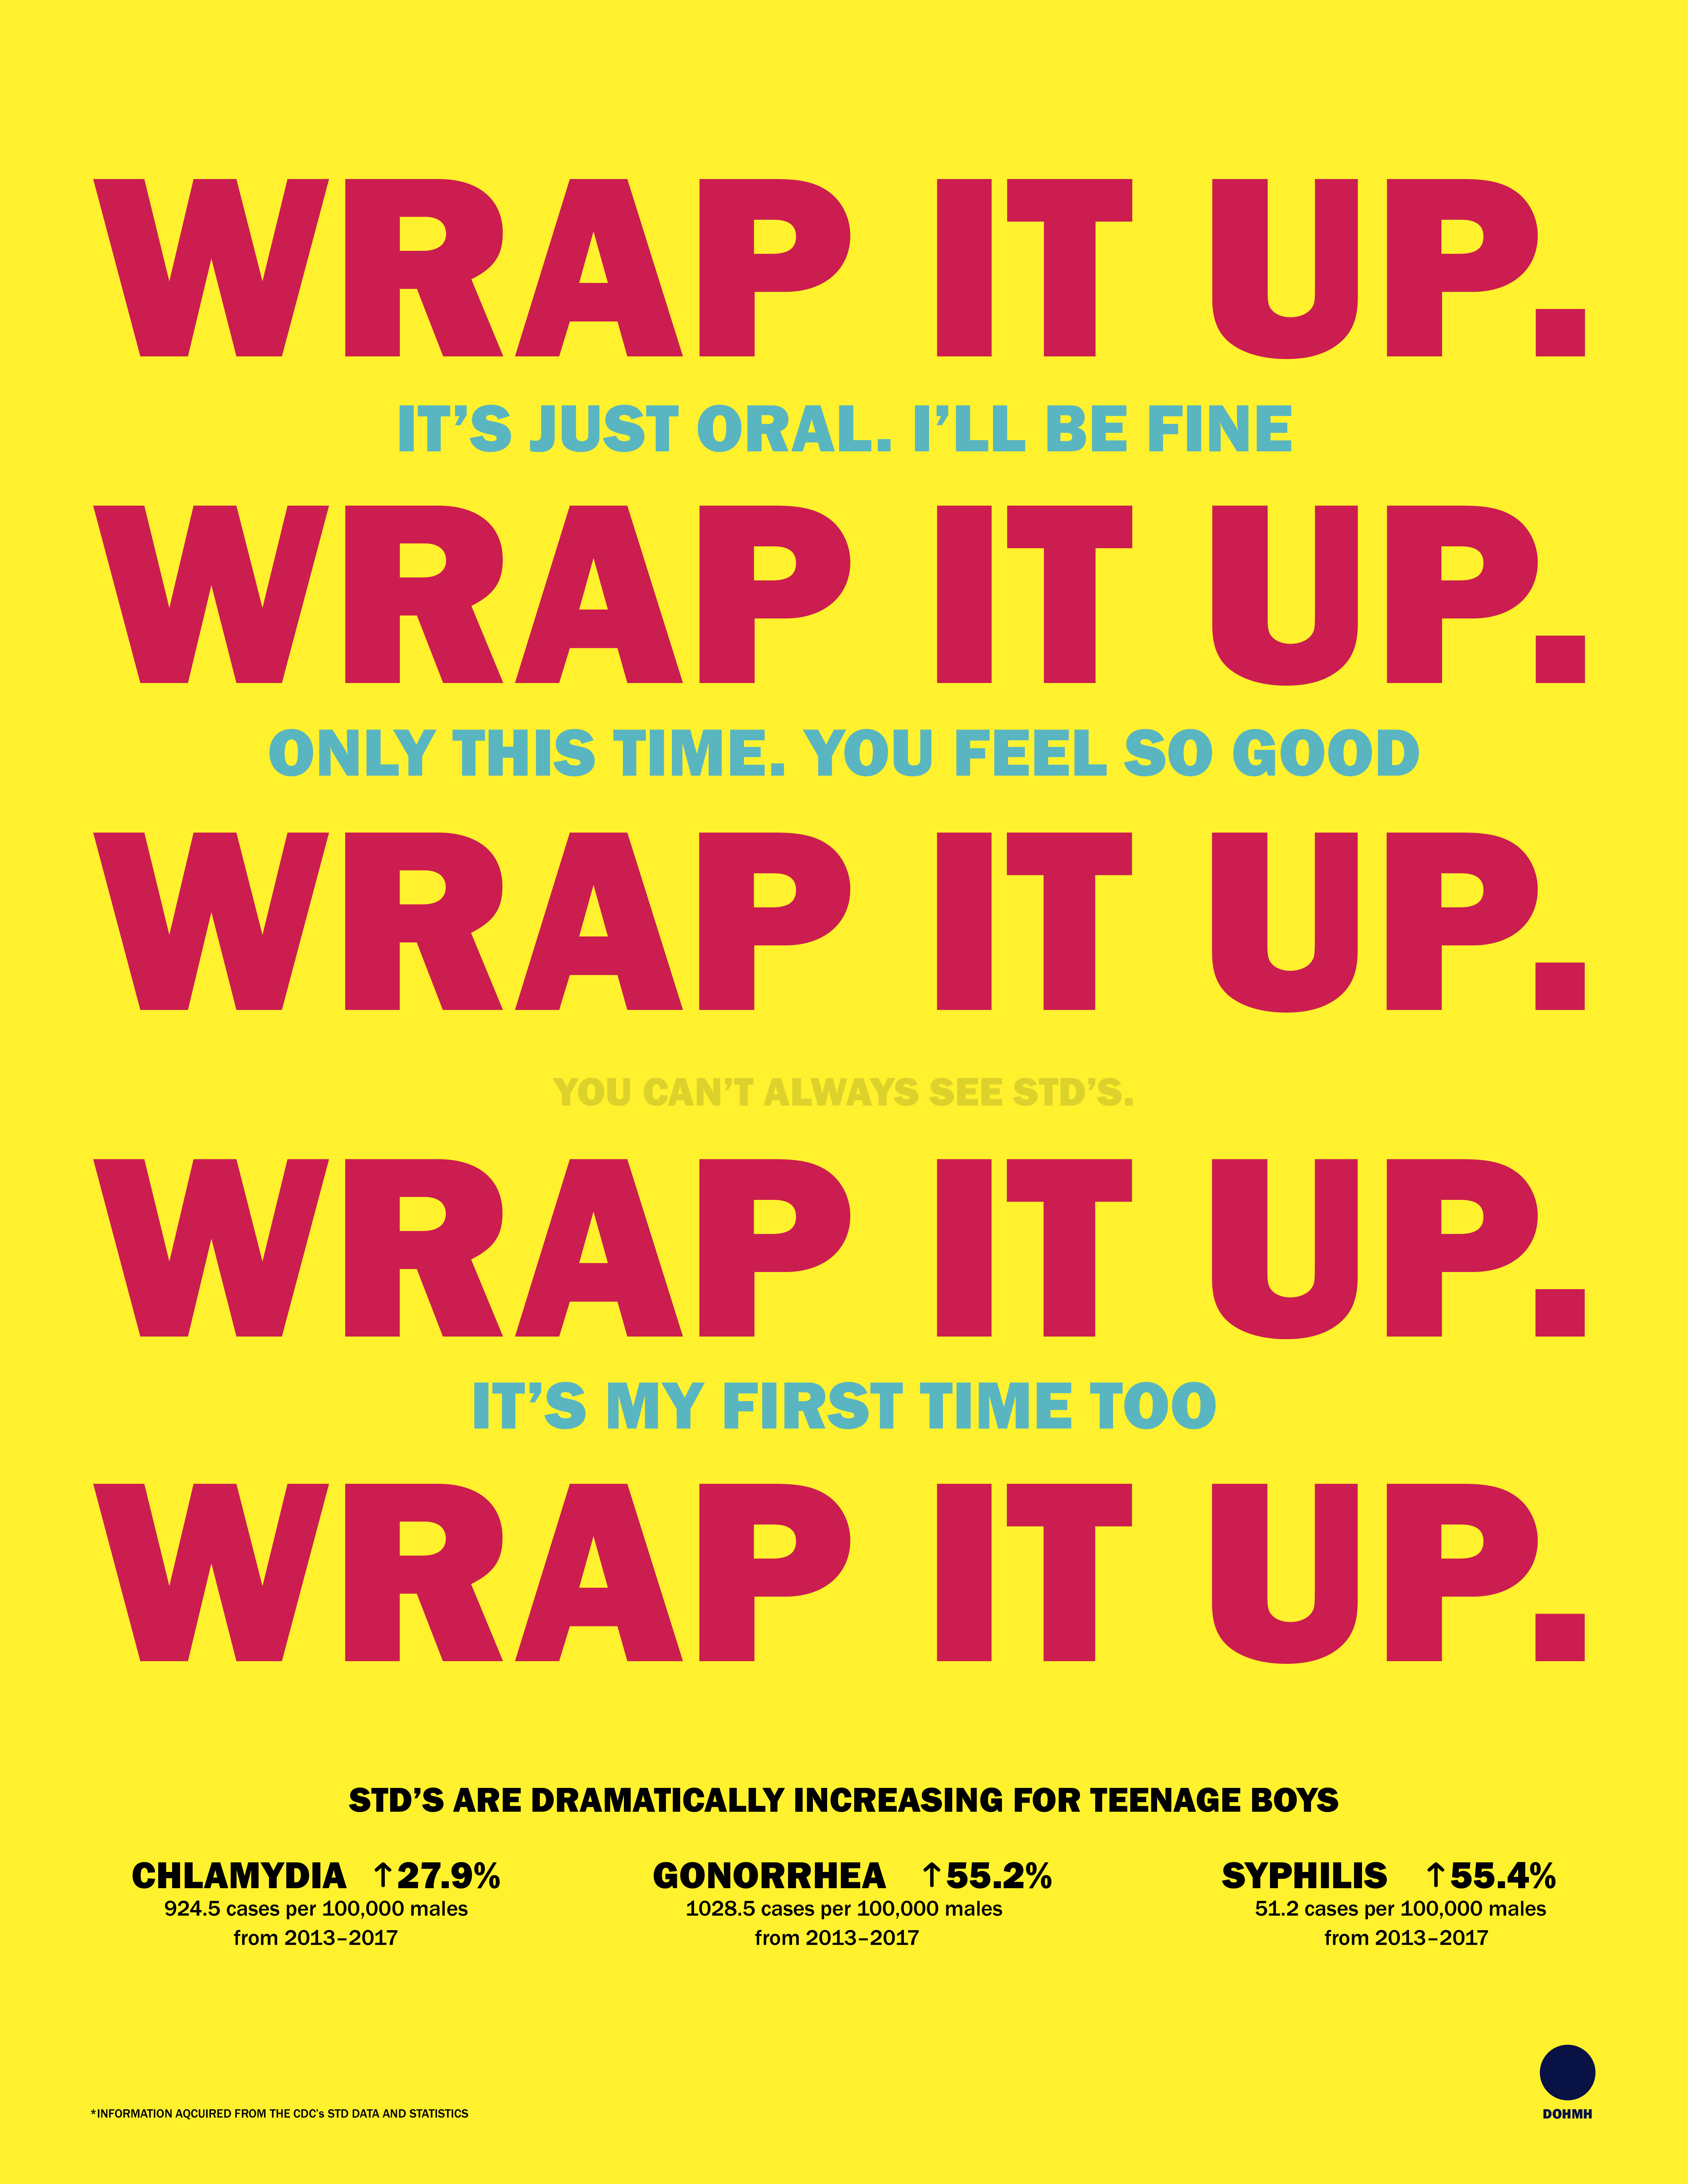 WRAP IT UP.
IT'S JUST ORAL. I'LL BE FINE
WRAP IT UP.
ONLY THIS TIME. YOU FEEL SO GOOD
WRAP IT UP.
YOU CAN'T ALWAYS SEE STD'S.
WRAP IT UP.
IT'S MY FIRST TIME TOO
WRAP IT UP.
STD'S ARE DRAMATICALLY INCREASING FOR TEENAGE BOYS
CHLAMYDIA ↑27.9%
924.5 cases per 100,000 males
from 2013–2017
GONORRHEA ↑55.2%
1028.5 cases per 100,000 males
from 2013–2017
SYPHILIS ↑55.4%
51.2 cases per 100,000 males
from 2013–2017
*INFORMATION AQCUIRED FROM THE CDC's STD DATA AND STATISTICS
DOHMH